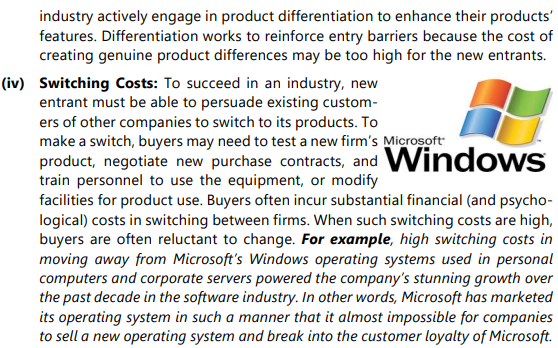 industry actively engage in product differentiation to enhance their products'
features. Differentiation works to reinforce entry barriers because the cost of
creating genuine product differences may be too high for the new entrants.
(iv) Switching Costs: To succeed in an industry, new
entrant must be able to persuade existing custom-
ers of other companies to switch to its products. To
make a switch, buyers may need to test a new firm's
product, negotiate new purchase contracts, and
train personnel to use the equipment, or modify
Microsoft®
Windows
facilities for product use. Buyers often incur substantial financial (and psycho-
logical) costs in switching between firms. When such switching costs are high,
buyers are often reluctant to change. For example, high switching costs in
moving away from Microsoft's Windows operating systems used in personal
computers and corporate servers powered the company's stunning growth over
the past decade in the software industry. In other words, Microsoft has marketed
its operating system in such a manner that it almost impossible for companies
to sell a new operating system and break into the customer loyalty of Microsoft.